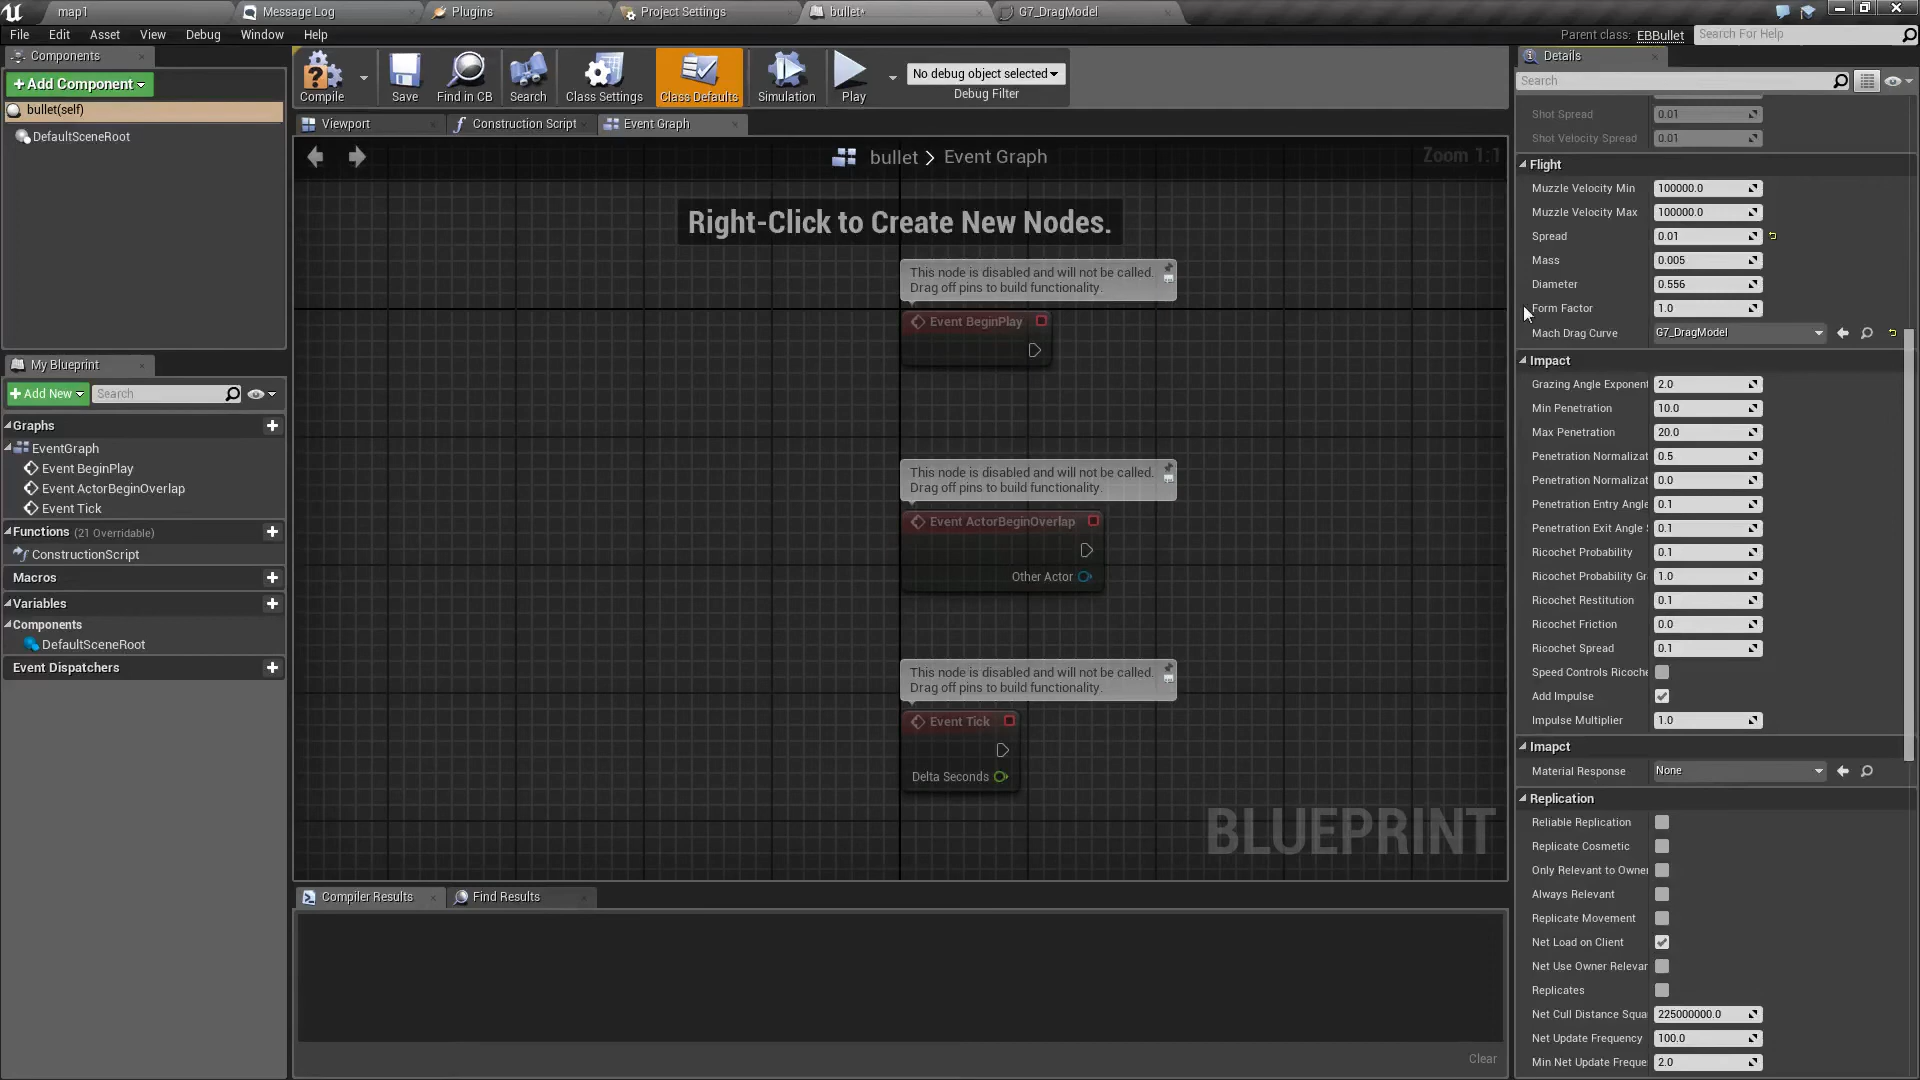 map1
Message Log
Plugins
Project Settings
bullet*
G7_DragModel
File Edit Asset View Debug Window Help
Parent class: EBBullet
Search For Help
Components
+Add Component
bullet(self)
DefaultSceneRoot
Compile
Save
Find in CB
Search
Class Settings
Class Defaults
Simulation
Play
No debug object selected
Debug Filter
Viewport
Construction Script
Event Graph
bullet > Event Graph
Zoom 1:1
Right-Click to Create New Nodes.
This node is disabled and will not be called.
Drag off pins to build functionality.
Event BeginPlay
This node is disabled and will not be called.
Drag off pins to build functionality.
Event ActorBeginOverlap
Other Actor
This node is disabled and will not be called.
Drag off pins to build functionality.
Event Tick
Delta Seconds
BLUEPRINT
My Blueprint
+Add New
Search
Graphs
EventGraph
Event BeginPlay
Event ActorBeginOverlap
Event Tick
Functions (21 Overridable)
ConstructionScript
Macros
Variables
Components
DefaultSceneRoot
Event Dispatchers
Compiler Results
Find Results
Clear
Details
Search
Shot Spread 0.01
Shot Velocity Spread 0.01
Flight
Muzzle Velocity Min 100000.0
Muzzle Velocity Max 100000.0
Spread 0.01
Mass 0.005
Diameter 0.556
Form Factor 1.0
Mach Drag Curve G7_DragModel
Impact
Grazing Angle Exponent 2.0
Min Penetration 10.0
Max Penetration 20.0
Penetration Normalizat 0.5
Penetration Normalizat 0.0
Penetration Entry Angle 0.1
Penetration Exit Angle 0.1
Ricochet Probability 0.1
Ricochet Probability Gr 1.0
Ricochet Restitution 0.1
Ricochet Friction 0.0
Ricochet Spread 0.1
Speed Controls Ricoche
Add Impulse
Impulse Multiplier 1.0
Imapct
Material Response None
Replication
Reliable Replication
Replicate Cosmetic
Only Relevant to Owner
Always Relevant
Replicate Movement
Net Load on Client
Net Use Owner Relevan
Replicates
Net Cull Distance Squa 225000000.0
Net Update Frequency 100.0
Min Net Update Freque 2.0